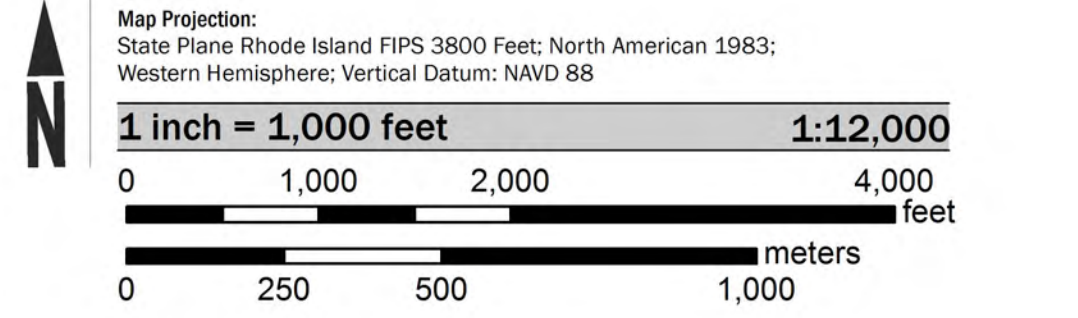 N
Map Projection:
State Plane Rhode Island FIPS 3800 Feet; North American 1983;
Western Hemisphere; Vertical Datum: NAVD 88
1 inch = 1,000 feet 1:12,000
0 1,000 2,000 4,000
feet
meters
0 250 500 1,000